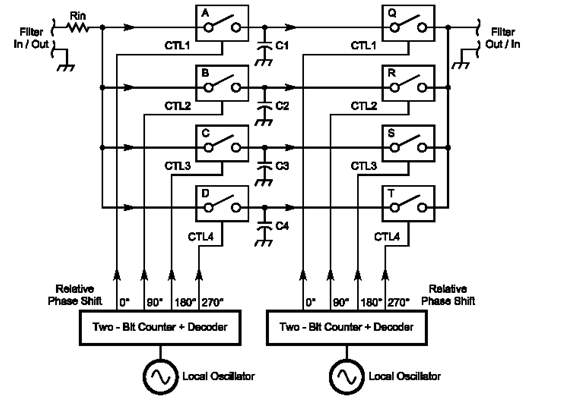 Rin
A
Q
Filter
In / Out
Filter
Out / In
CTL1
C1
CTL1
B
R
CTL2
C2
CTL2
C
S
CTL3
C3
CTL3
D
T
CTL4
C4
CTL4
Relative
Phase Shift
0°
90°
180°
270°
0°
90°
180°
270°
Relative
Phase Shift
Two - Bit Counter + Decoder
Two - Bit Counter + Decoder
Local Oscillator
Local Oscillator